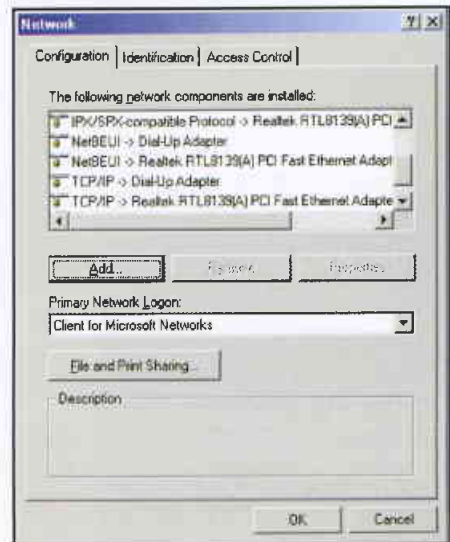 Network
Configuration Identification Access Control
The following network components are installed:
IPX/SPX-compatible Protocol -> Realtek RTL8139(A) PCI
NetBEUI -> Dial-Up Adapter
NetBEUI -> Realtek RTL8139(A) PCI Fast Ethernet Adapt
TCP/IP -> Dial-Up Adapter
TCP/IP -> Realtek RTL8139(A) PCI Fast Ethernet Adapte
Add... Remove Properties
Primary Network Logon:
Client for Microsoft Networks
File and Print Sharing...
Description
OK Cancel